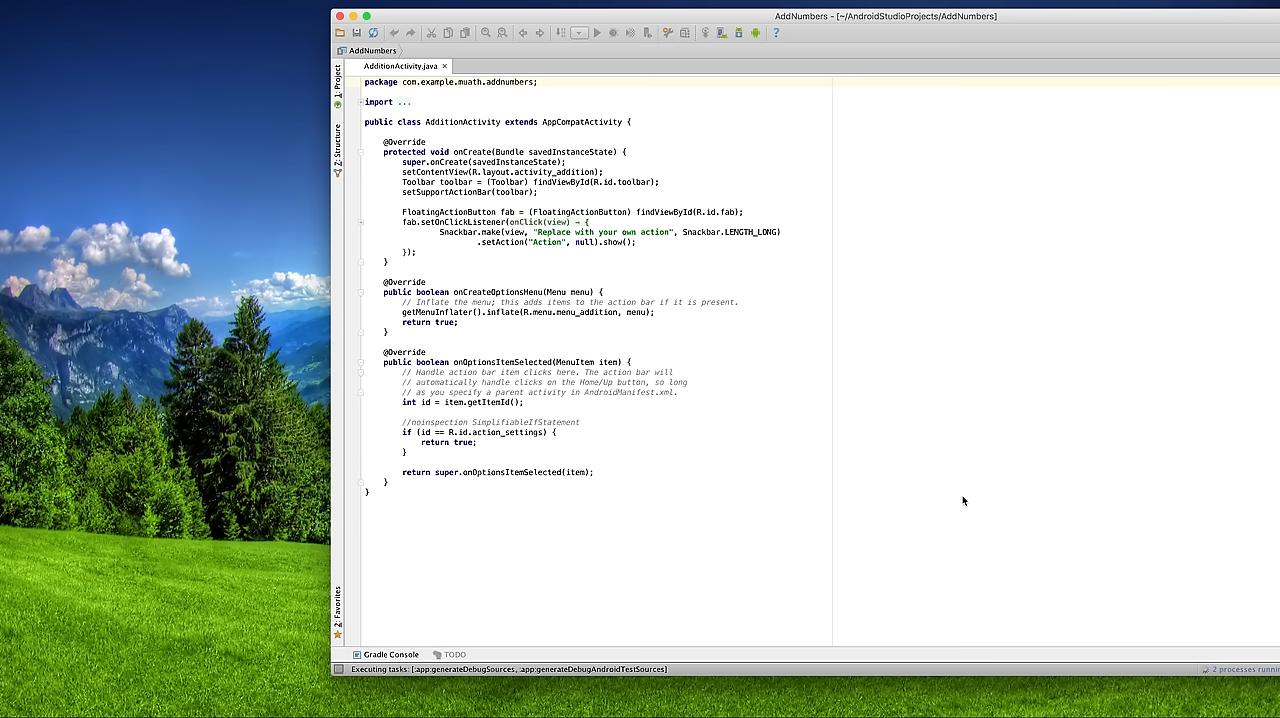 AddNumbers - [~/AndroidStudioProjects/AddNumbers]
AddNumbers
AdditionActivity.java
1: Project
7: Structure
2: Favorites
package com.example.muath.addnumbers;
import ...
public class AdditionActivity extends AppCompatActivity {
@Override
protected void onCreate(Bundle savedInstanceState) {
super.onCreate(savedInstanceState);
setContentView(R.layout.activity_addition);
Toolbar toolbar = (Toolbar) findViewById(R.id.toolbar);
setSupportActionBar(toolbar);
FloatingActionButton fab = (FloatingActionButton) findViewById(R.id.fab);
fab.setOnClickListener(onClick(view) → {
Snackbar.make(view, "Replace with your own action", Snackbar.LENGTH_LONG)
.setAction("Action", null).show();
});
}
@Override
public boolean onCreateOptionsMenu(Menu menu) {
// Inflate the menu; this adds items to the action bar if it is present.
getMenuInflater().inflate(R.menu.menu_addition, menu);
return true;
}
@Override
public boolean onOptionsItemSelected(MenuItem item) {
// Handle action bar item clicks here. The action bar will
// automatically handle clicks on the Home/Up button, so long
// as you specify a parent activity in AndroidManifest.xml.
int id = item.getItemId();
//noinspection SimplifiableIfStatement
if (id == R.id.action_settings) {
return true;
}
return super.onOptionsItemSelected(item);
}
}
Gradle Console
TODO
Executing tasks: [:app:generateDebugSources, :app:generateDebugAndroidTestSources]
2 processes runnin